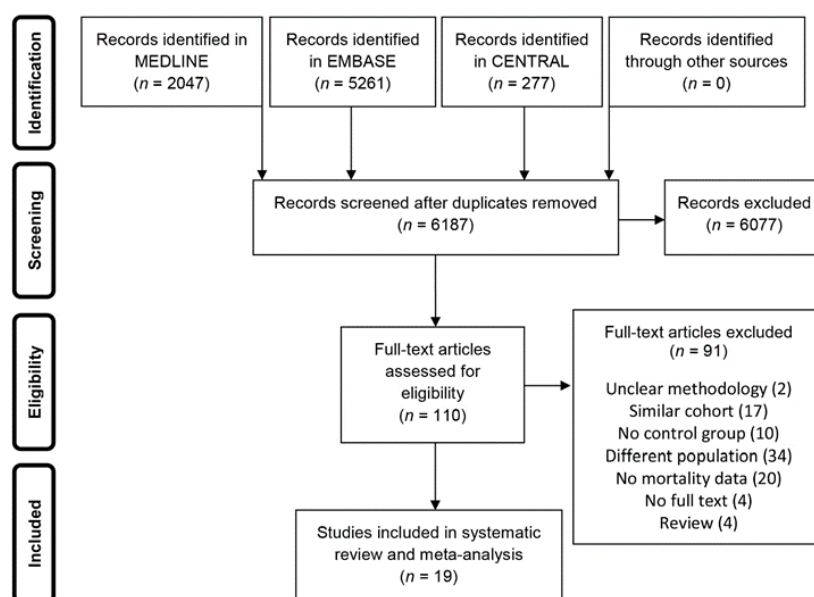 Identification
Records identified in
MEDLINE
(n = 2047)
Records identified
in EMBASE
(n = 5261)
Records identified
in CENTRAL
(n = 277)
Records identified
through other sources
(n = 0)
Screening
Records screened after duplicates removed
(n = 6187)
Records excluded
(n = 6077)
Eligibility
Full-text articles
assessed for
eligibility
(n = 110)
Full-text articles excluded
(n = 91)
Unclear methodology (2)
Similar cohort (17)
No control group (10)
Different population (34)
No mortality data (20)
No full text (4)
Review (4)
Included
Studies included in systematic
review and meta-analysis
(n = 19)